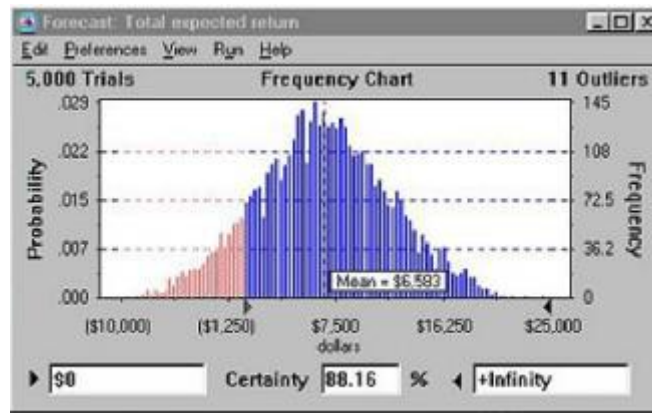 Forecast: Total expected return
Edit Preferences View Run Help
5,000 Trials Frequency Chart 11 Outliers
.029 145
.022 108
.015 72.5
.007 36.2
.000 0
Probability
Frequency
Mean = $6,583
($10,000) ($1,250) $7,500 $16,250 $25,000
dollars
$0 Certainty 88.16 % +Infinity